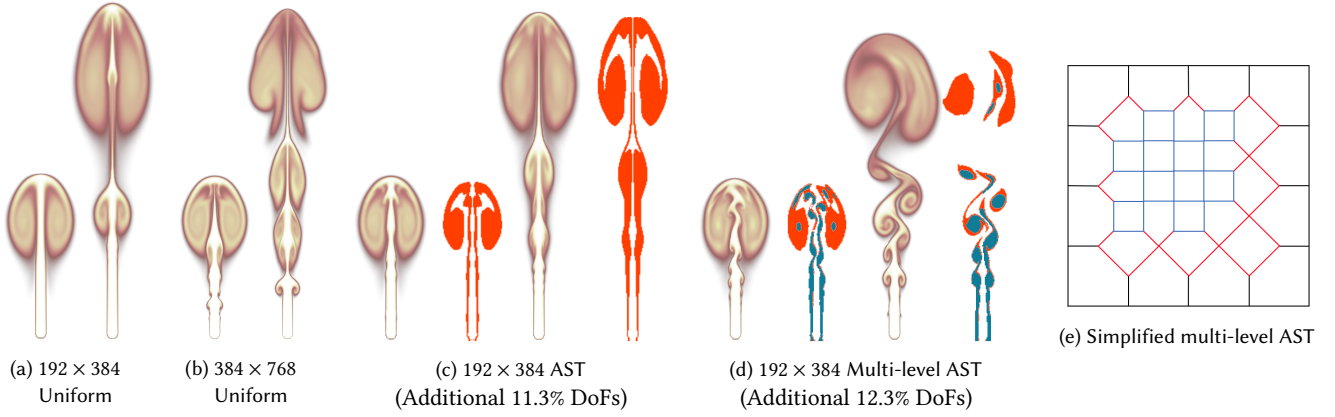 (a) 192 × 384
Uniform
(b) 384 × 768
Uniform
(c) 192 × 384 AST
(Additional 11.3% DoFs)
(d) 192 × 384 Multi-level AST
(Additional 12.3% DoFs)
(e) Simplified multi-level AST